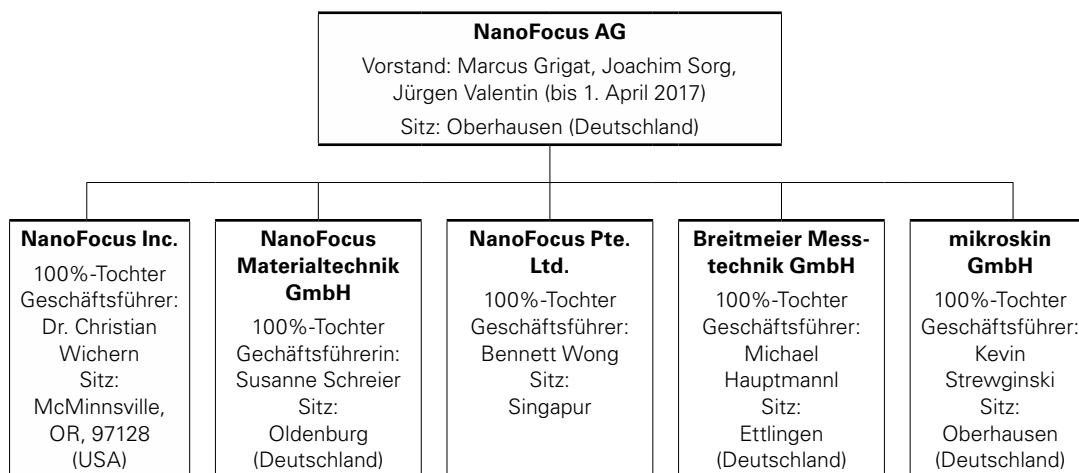 NanoFocus AG
Vorstand: Marcus Grigat, Joachim Sorg,
Jürgen Valentin (bis 1. April 2017)
Sitz: Oberhausen (Deutschland)
NanoFocus Inc.
100%-Tochter
Geschäftsführer:
Dr. Christian
Wichern
Sitz:
McMinnsville,
OR, 97128
(USA)
NanoFocus
Materialtechnik
GmbH
100%-Tochter
Gechäftsführerin:
Susanne Schreier
Sitz:
Oldenburg
(Deutschland)
NanoFocus Pte.
Ltd.
100%-Tochter
Geschäftsführer:
Bennett Wong
Sitz:
Singapur
Breitmeier Mess-
technik GmbH
100%-Tochter
Geschäftsführer:
Michael
Hauptmannl
Sitz:
Ettlingen
(Deutschland)
mikroskin
GmbH
100%-Tochter
Geschäftsführer:
Kevin
Strewginski
Sitz:
Oberhausen
(Deutschland)